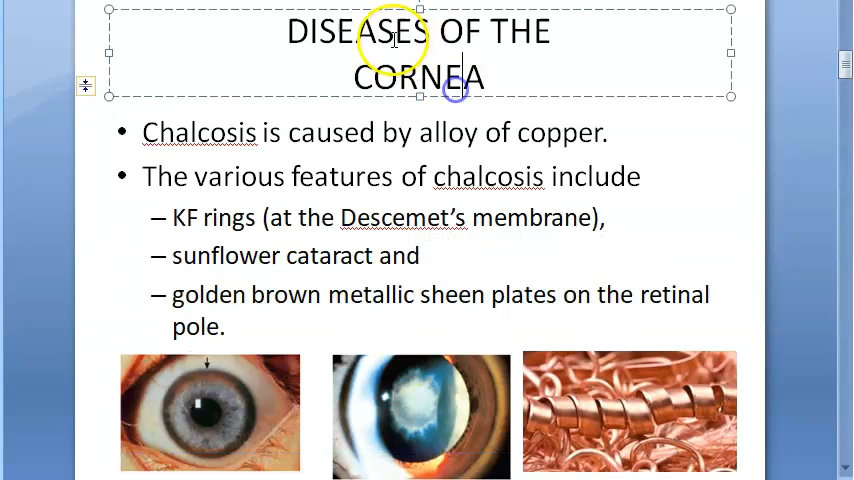 DISEASES OF THE
CORNEA
• Chalcosis is caused by alloy of copper.
• The various features of chalcosis include
– KF rings (at the Descemet's membrane),
– sunflower cataract and
– golden brown metallic sheen plates on the retinal
pole.